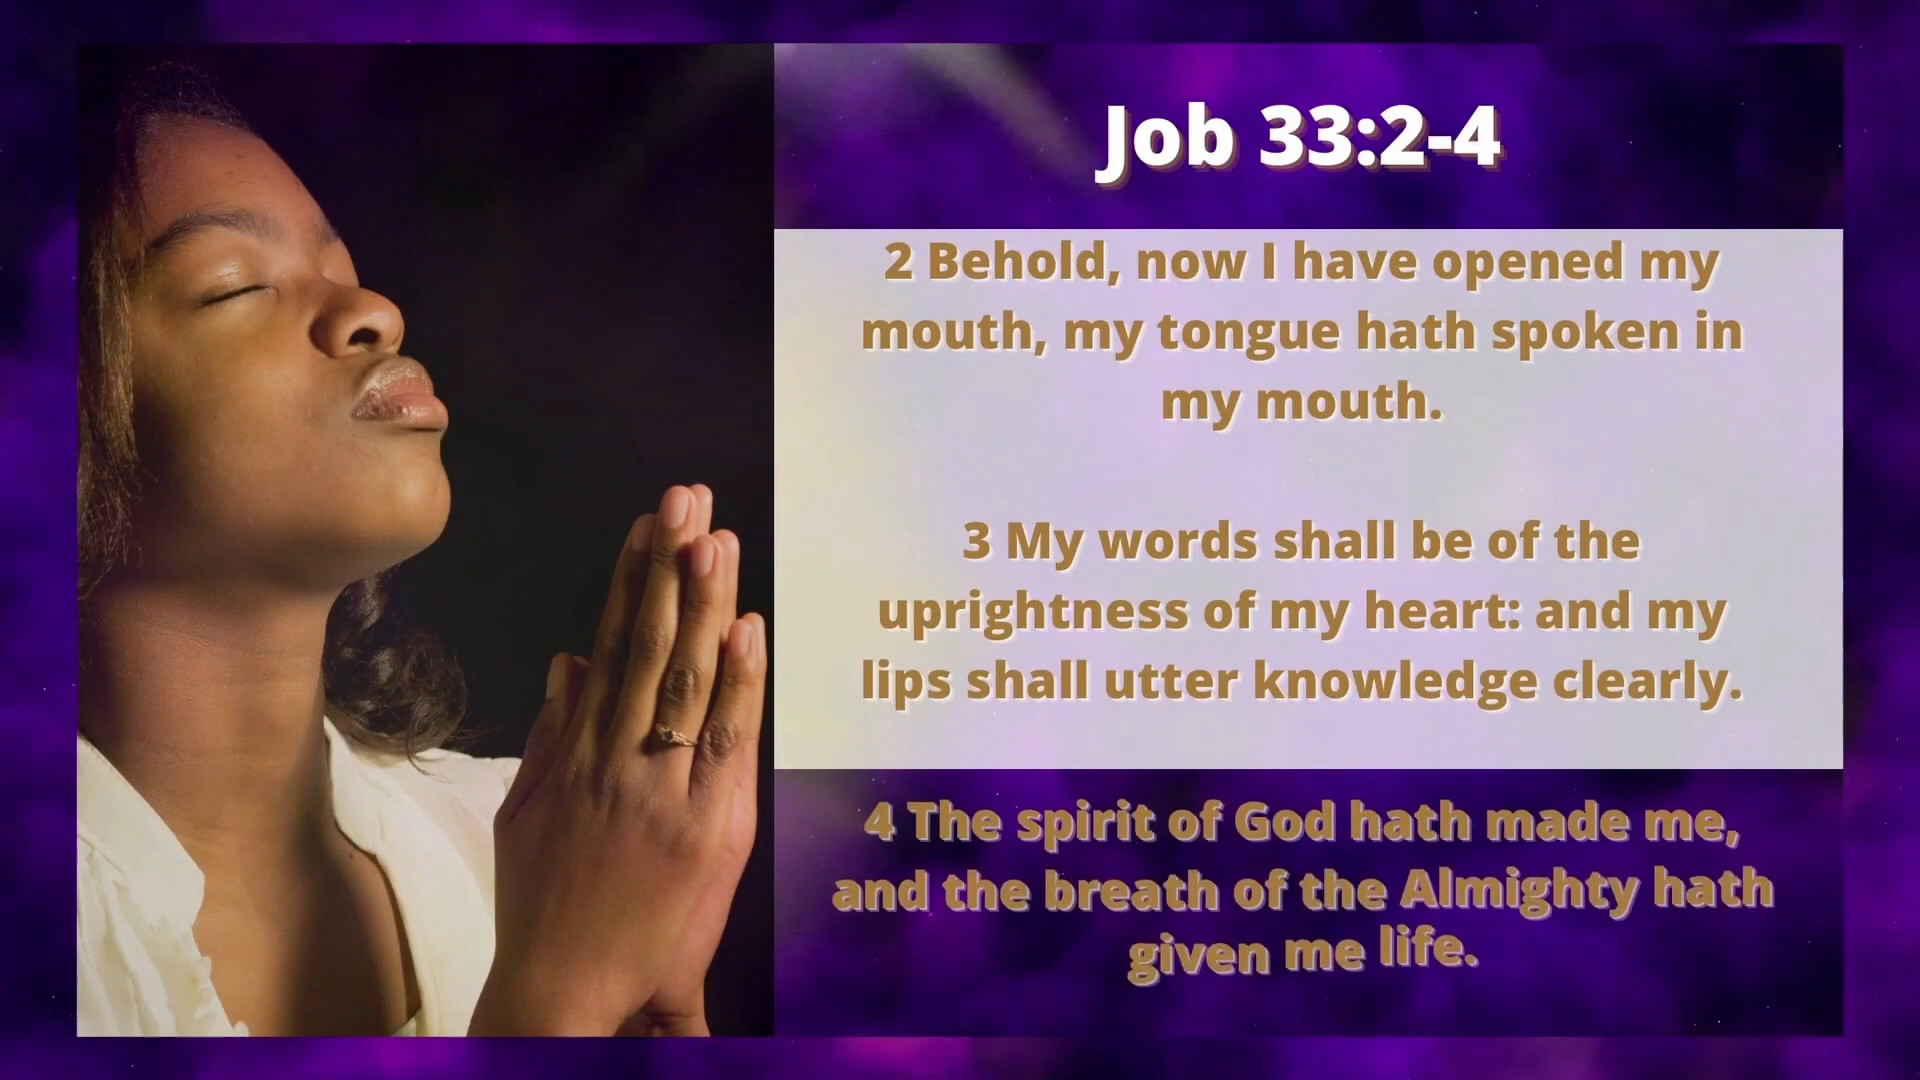 Job 33:2-4
2 Behold, now I have opened my
mouth, my tongue hath spoken in
my mouth.
3 My words shall be of the
uprightness of my heart: and my
lips shall utter knowledge clearly.
4 The spirit of God hath made me,
and the breath of the Almighty hath
given me life.